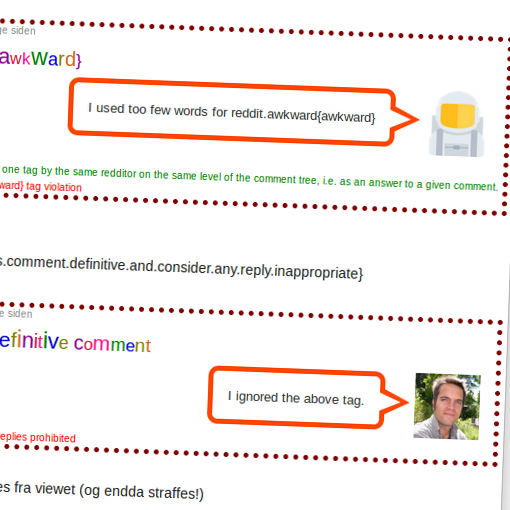 ge siden
awkWard}
I used too few words for reddit.awkward{awkward}
one tag by the same redditor on the same level of the comment tree, i.e. as an answer to a given comment.
ward} tag violation
s.comment.definitive.and.consider.any.reply.inappropriate}
e siden
efinitive comment
I ignored the above tag.
eplies prohibited
es fra viewet (og endda straffes!)